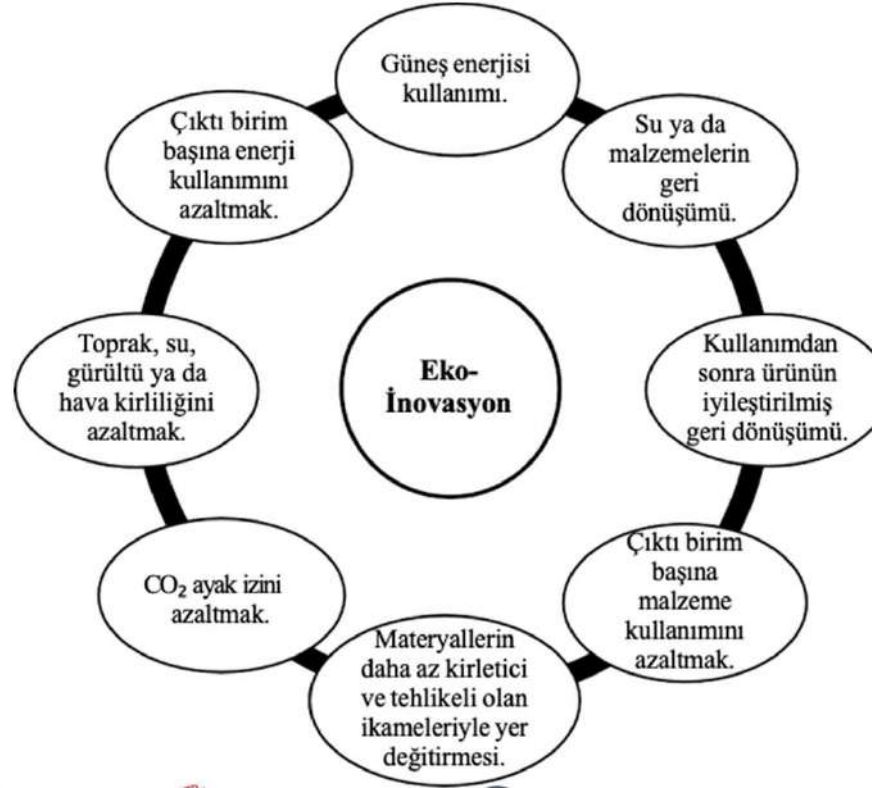 Güneş enerjisi
kullanımı.
Su ya da
malzemelerin
geri
dönüşümü.
Kullanımdan
sonra ürünün
iyileştirilmiş
geri dönüşümü.
Çıktı birim
başına
malzeme
kullanımını
azaltmak.
Materyallerin
daha az kirletici
ve tehlikeli olan
ikameleriyle yer
değitirmesi.
CO₂ ayak izini
azaltmak.
Toprak, su,
gürültü ya da
hava kirliliğini
azaltmak.
Çıktı birim
başına enerji
kullanımını
azaltmak.
Eko-
İnovasyon